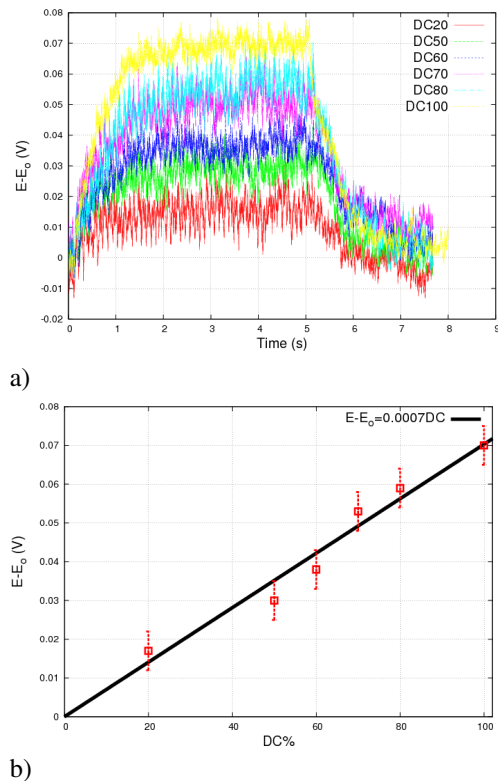 0.08
0.07
0.06
0.05
0.04
0.03
0.02
0.01
0
-0.01
-0.02
E-Eₒ (V)
DC20
DC50
DC60
DC70
DC80
DC100
0 1 2 3 4 5 6 7 8 9
Time (s)
a)
0.08
0.07
0.06
0.05
0.04
0.03
0.02
0.01
0
E-Eₒ (V)
E-Eₒ=0.0007DC
0 20 40 60 80 100
DC%
b)